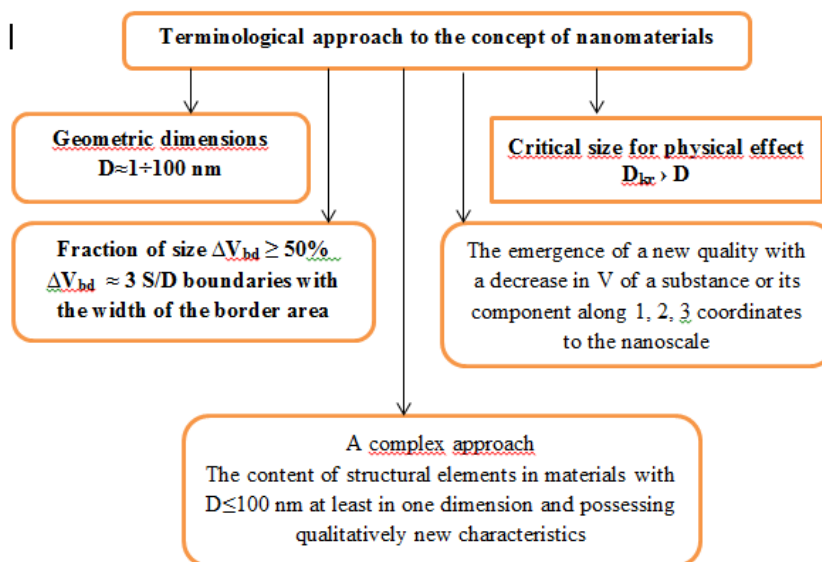 Terminological approach to the concept of nanomaterials
Geometric dimensions
D≈1÷100 nm
Critical size for physical effect
Dkr › D
Fraction of size ΔVbd ≥ 50%
ΔVbd ≈ 3 S/D boundaries with
the width of the border area
The emergence of a new quality with
a decrease in V of a substance or its
component along 1, 2, 3 coordinates
to the nanoscale
A complex approach
The content of structural elements in materials with
D≤100 nm at least in one dimension and possessing
qualitatively new characteristics